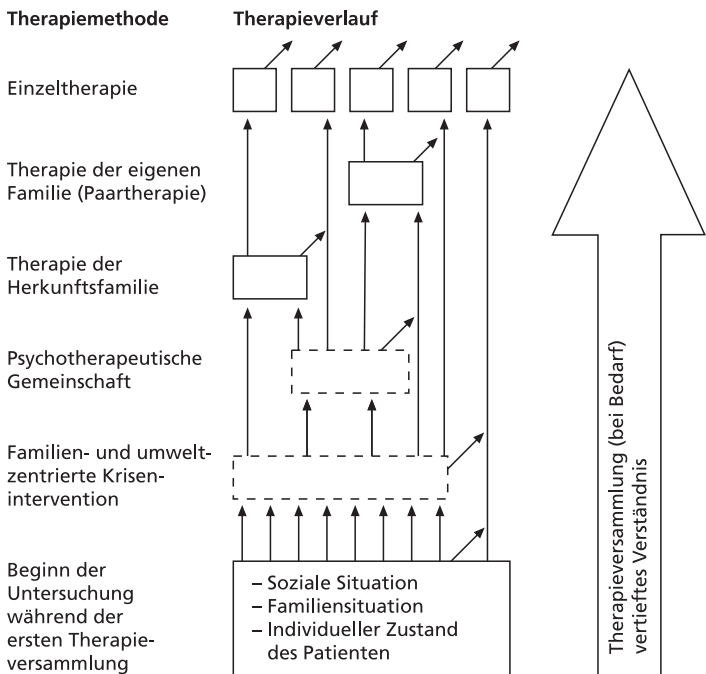 Therapiemethode
Therapieverlauf
Einzeltherapie
Therapie der eigenen
Familie (Paartherapie)
Therapie der
Herkunftsfamilie
Psychotherapeutische
Gemeinschaft
Familien- und umwelt-
zentrierte Krisen-
intervention
Beginn der
Untersuchung
während der
ersten Therapie-
versammlung
– Soziale Situation
– Familiensituation
– Individueller Zustand
des Patienten
Therapieversammlung (bei Bedarf)
vertieftes Verständnis